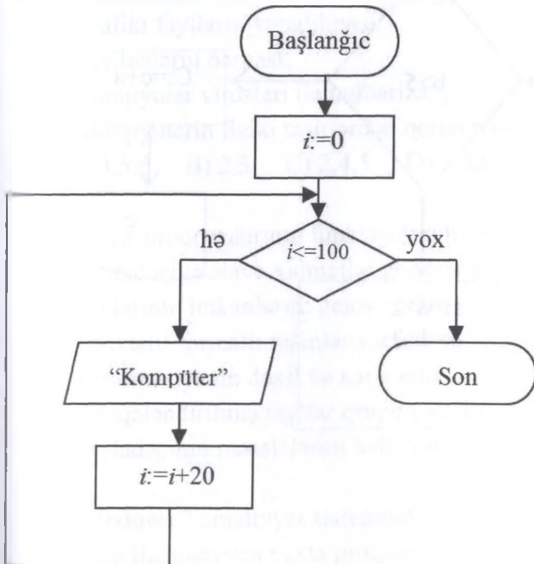 Başlanğıc
i:=0
i<=100
hə
yox
“Kompüter”
Son
i:=i+20